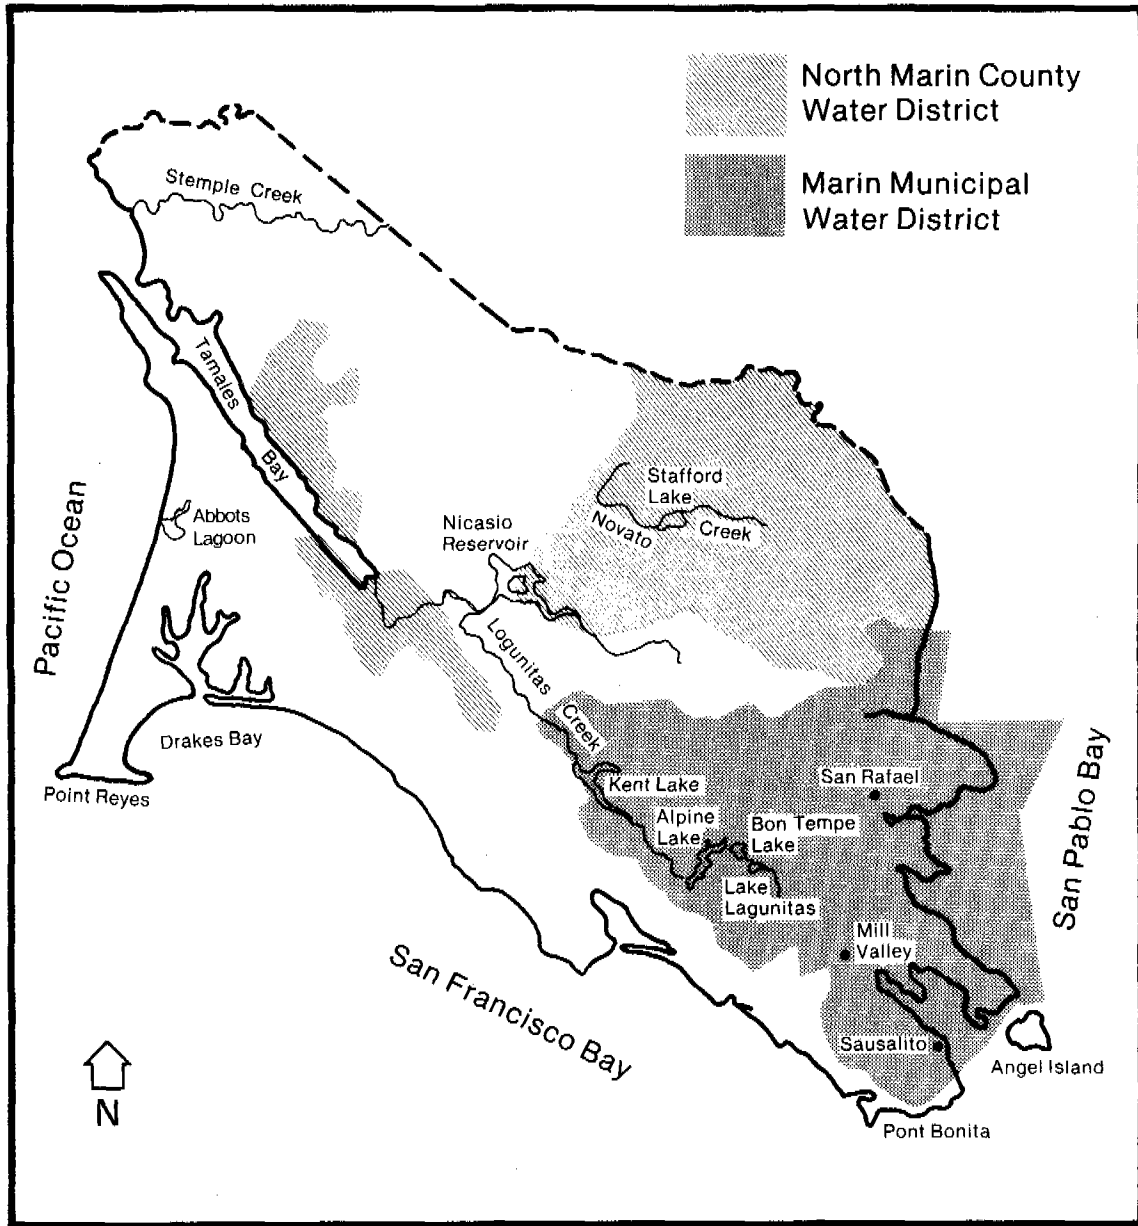 North Marin County
Water District
Marin Municipal
Water District
Stemple Creek
Tamales
Bay
Pacific Ocean
Abbots
Lagoon
Nicasio
Reservoir
Stafford
Lake
Novato
Creek
Logunitas
Creek
Drakes Bay
Point Reyes
Kent Lake
San Rafael
Alpine
Lake
Bon Tempe
Lake
Lake
Lagunitas
San Pablo Bay
Mill
Valley
San Francisco Bay
Sausalito
Angel Island
N
Pont Bonita